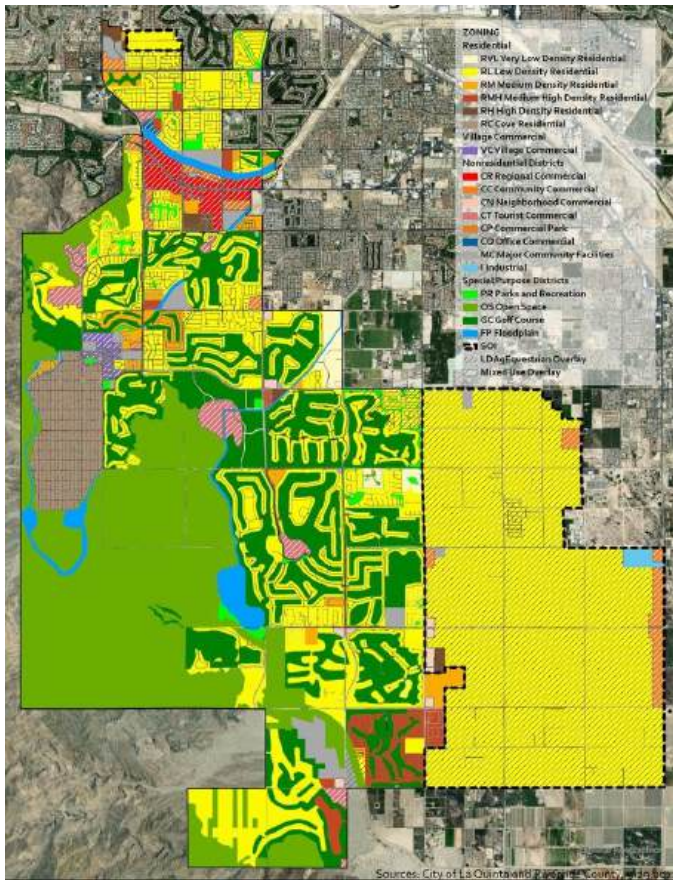 ZONING
Residential
RVL Very Low Density Residential
RL Low Density Residential
RM Medium Density Residential
RMH Medium High Density Residential
RH High Density Residential
RC Cove Residential
Village Commercial
VC Village Commercial
Nonresidential Districts
CR Regional Commercial
CC Community Commercial
CN Neighborhood Commercial
CT Tourist Commercial
CP Commercial Park
CO Office Commercial
MC Major Community Facilities
I Industrial
Special Purpose Districts
PR Parks and Recreation
OS Open Space
GC Golf Course
FP Floodplain
SOI
LDAgEquestrian Overlay
Mixed Use Overlay
Sources: City of La Quinta and Riverside County,